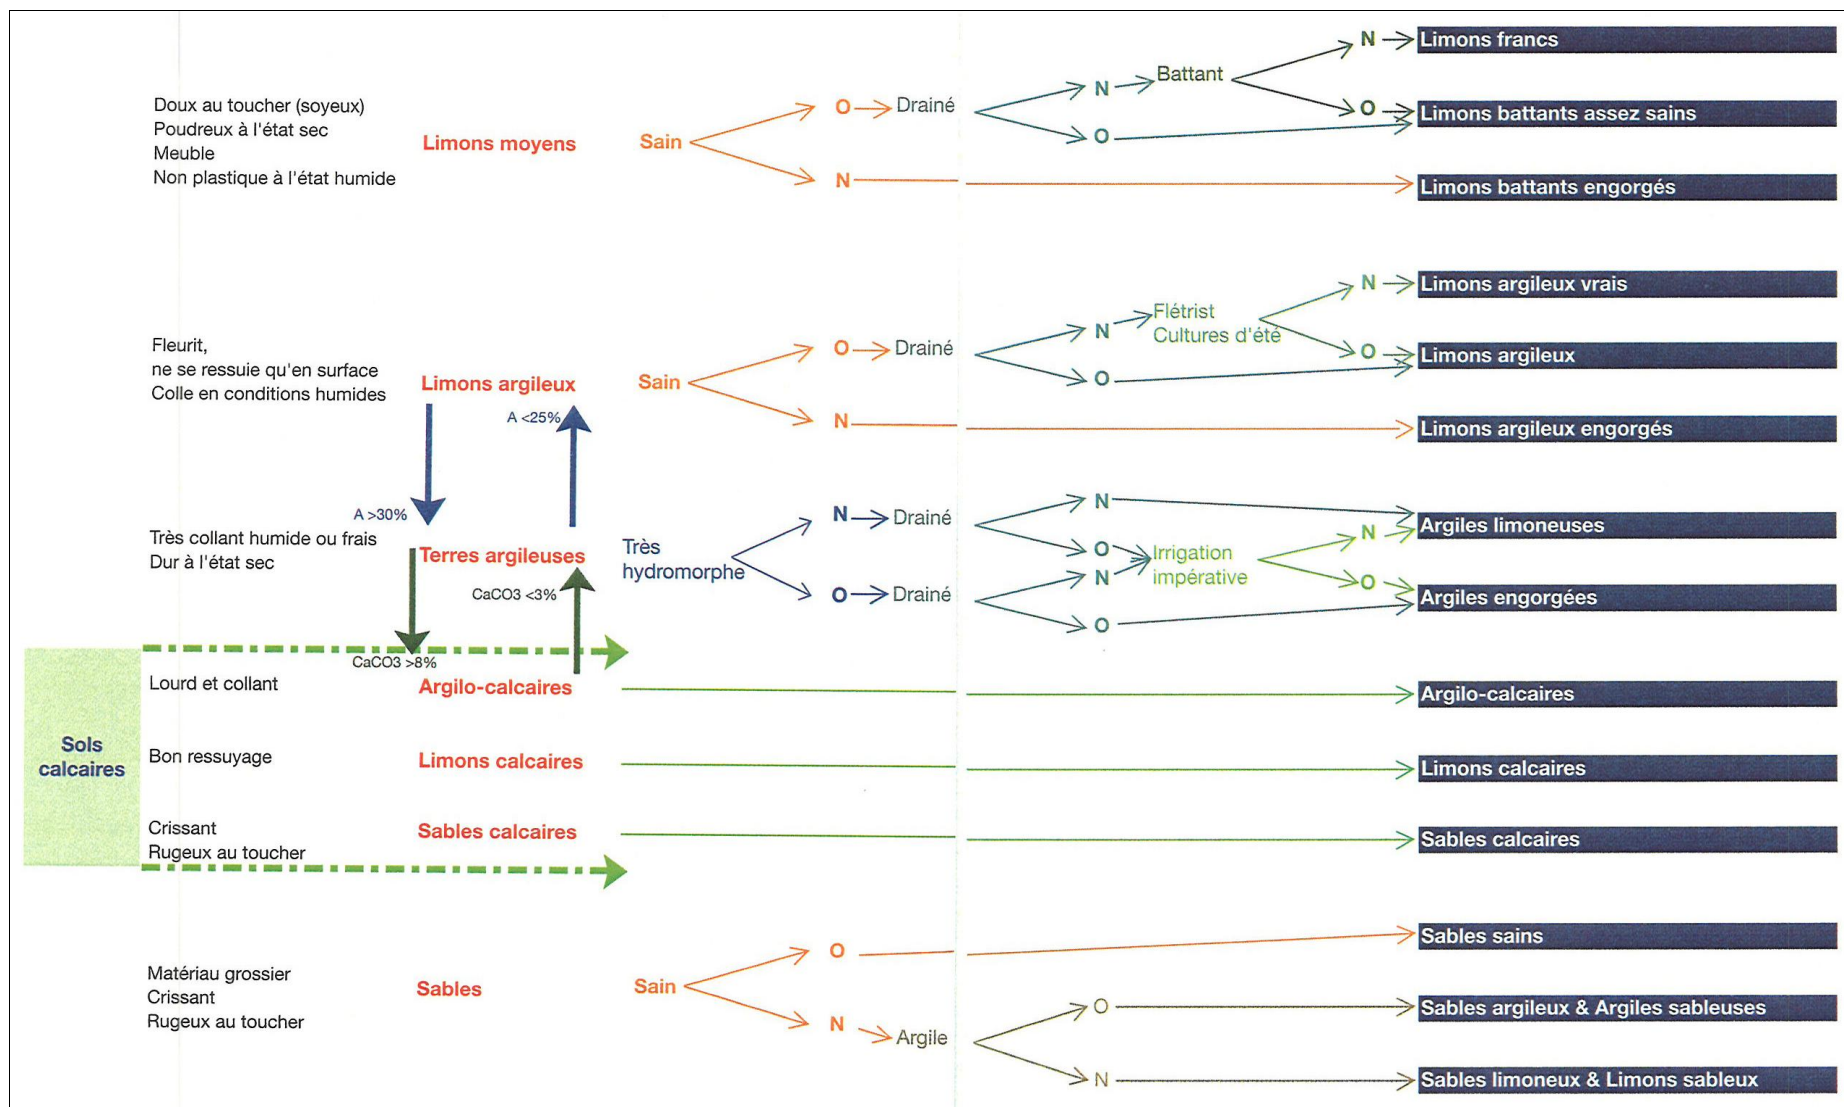 Doux au toucher (soyeux)
Poudreux à l'état sec
Meuble
Non plastique à l'état humide
Limons moyens
Sain
O
Drainé
N
Battant
N
Limons francs
O
Limons battants assez sains
O
N
Limons battants engorgés
Fleurit,
ne se ressuie qu'en surface
Colle en conditions humides
Limons argileux
Sain
O
Drainé
N
Flétrist
Cultures d'été
N
Limons argileux vrais
O
Limons argileux
O
N
Limons argileux engorgés
A <25%
A >30%
Très collant humide ou frais
Dur à l'état sec
Terres argileuses
Très
hydromorphe
N
Drainé
N
Argiles limoneuses
O
Irrigation
impérative
N
O
O
Drainé
N
O
Argiles engorgées
CaCO3 <3%
CaCO3 >8%
Sols
calcaires
Lourd et collant
Argilo-calcaires
Argilo-calcaires
Bon ressuyage
Limons calcaires
Limons calcaires
Crissant
Rugeux au toucher
Sables calcaires
Sables calcaires
Matériau grossier
Crissant
Rugeux au toucher
Sables
Sain
O
Sables sains
N
Argile
O
Sables argileux & Argiles sableuses
N
Sables limoneux & Limons sableux